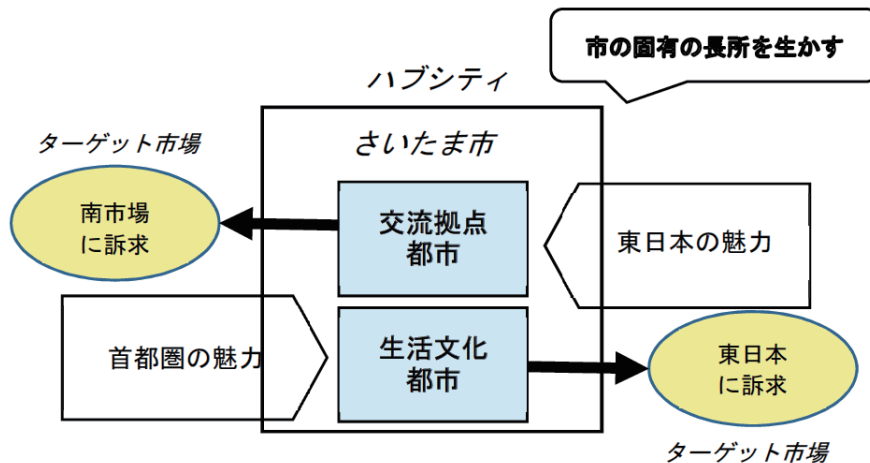 市の固有の長所を生かす
ハブシティ
さいたま市
ターゲット市場
南市場
に訴求
交流拠点
都市
東日本の魅力
首都圏の魅力
生活文化
都市
東日本
に訴求
ターゲット市場